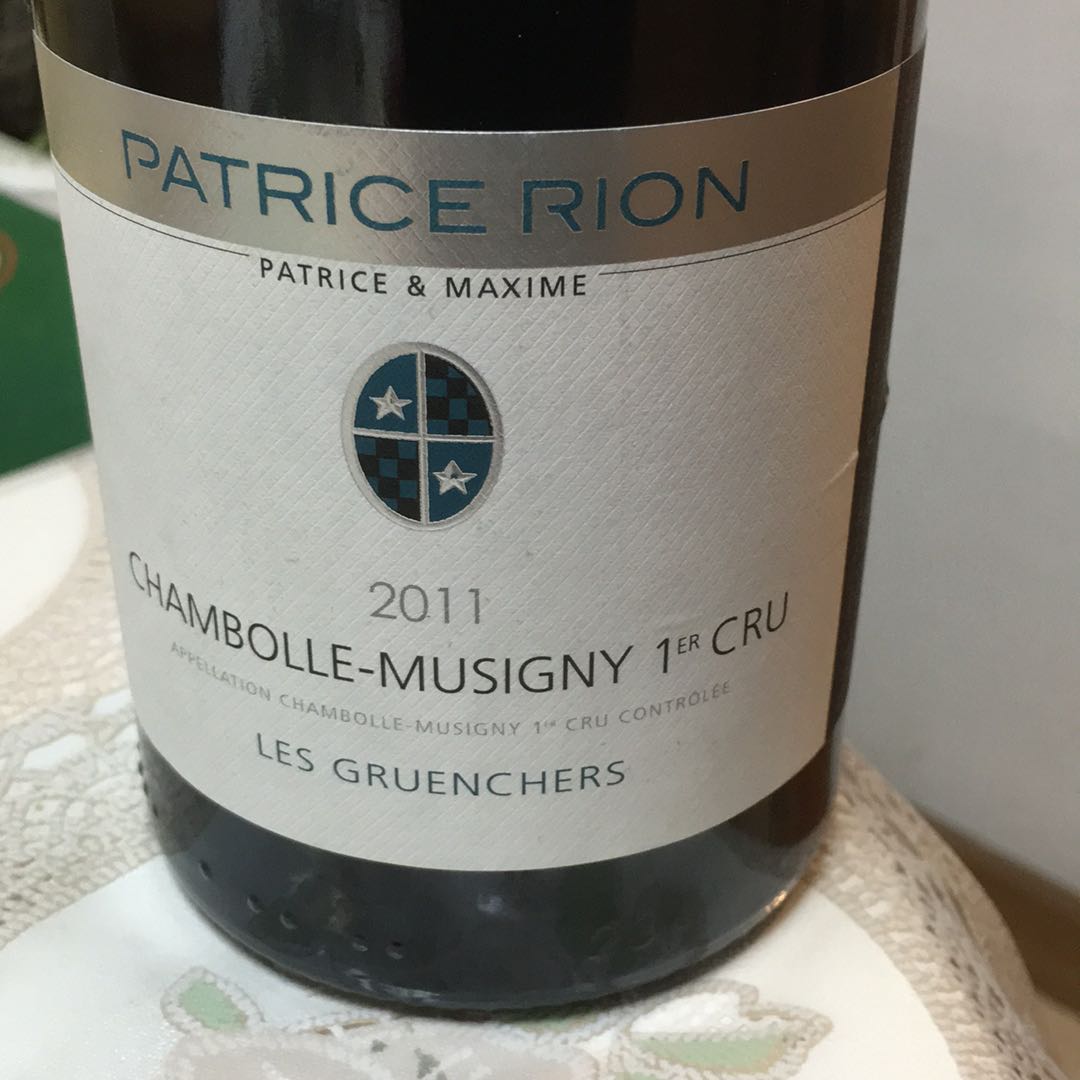 PATRICE RION
PATRICE & MAXIME
2011
CHAMBOLLE-MUSIGNY 1ER CRU
APPELLATION CHAMBOLLE-MUSIGNY 1ER CRU CONTRÔLÉE
LES GRUENCHERS